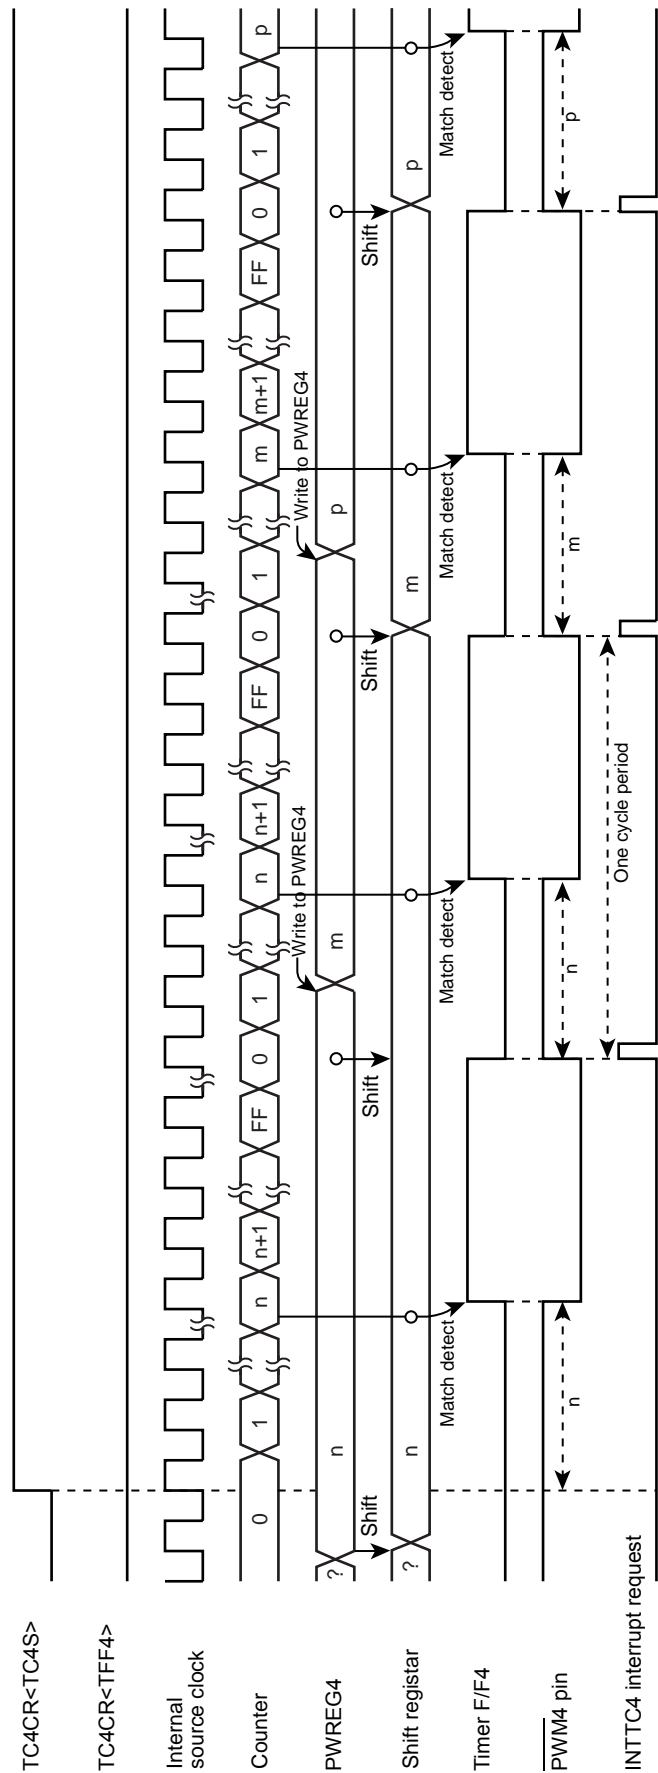 TC4CR<TC4S>
TC4CR<TFF4>
Internal
source clock
Counter
0 1 n n+1 FF 0 1 n n+1 FF 0 1 m m+1 FF 0 1 p
Write to PWREG4
Write to PWREG4
PWREG4
? n m p
Shift
Shift
Shift
Shift
Shift registar
? n m p
Match detect
Match detect
Match detect
Match detect
Timer F/F4
PWM4 pin
n n m p
One cycle period
INTTC4 interrupt request